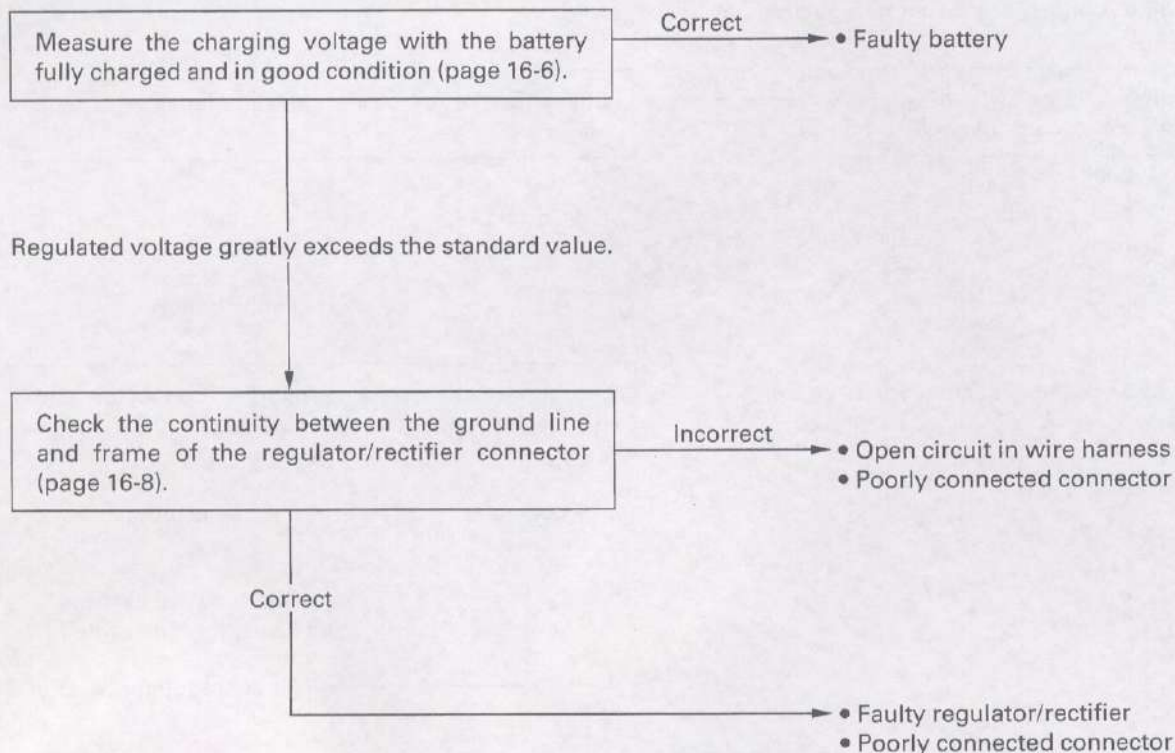 Measure the charging voltage with the battery
fully charged and in good condition (page 16-6).
Correct
• Faulty battery
Regulated voltage greatly exceeds the standard value.
Check the continuity between the ground line
and frame of the regulator/rectifier connector
(page 16-8).
Incorrect
• Open circuit in wire harness
• Poorly connected connector
Correct
• Faulty regulator/rectifier
• Poorly connected connector